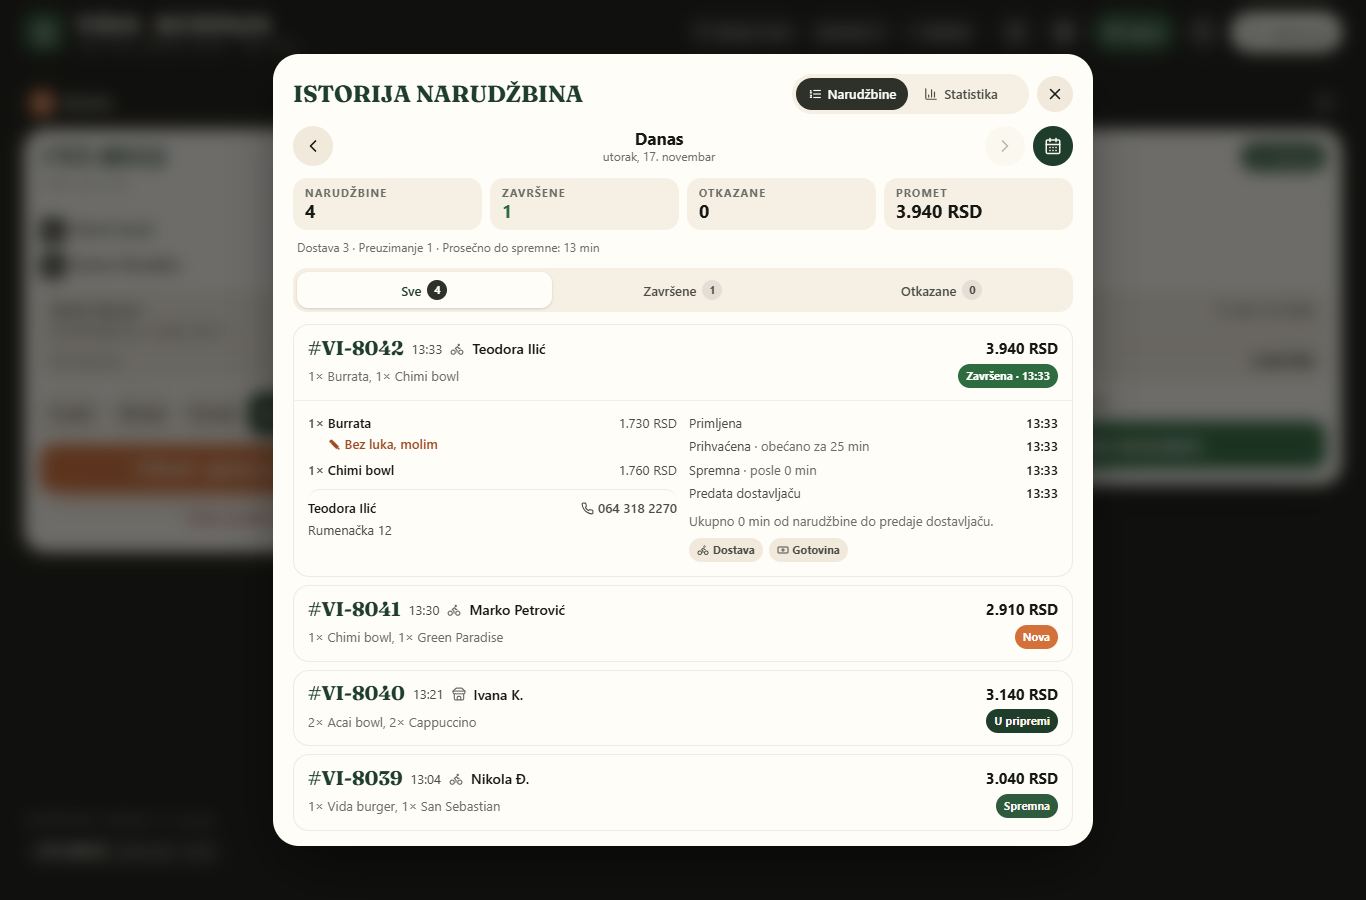 ISTORIJA NARUDŽBINA
Narudžbine
Statistika
Danas
utorak, 17. novembar
NARUDŽBINE
4
ZAVRŠENE
1
OTKAZANE
0
PROMET
3.940 RSD
Dostava 3 · Preuzimanje 1 · Prosečno do spremne: 13 min
Sve 4
Završene 1
Otkazane 0
#VI-8042 13:33 Teodora Ilić 3.940 RSD
1× Burrata, 1× Chimi bowl Završena · 13:33
1× Burrata 1.730 RSD
Bez luka, molim
1× Chimi bowl 1.760 RSD
Teodora Ilić 064 318 2270
Rumenačka 12
Primljena 13:33
Prihvaćena · obećano za 25 min 13:33
Spremna · posle 0 min 13:33
Predata dostavljaču 13:33
Ukupno 0 min od narudžbine do predaje dostavljaču.
Dostava Gotovina
#VI-8041 13:30 Marko Petrović 2.910 RSD
1× Chimi bowl, 1× Green Paradise Nova
#VI-8040 13:21 Ivana K. 3.140 RSD
2× Acai bowl, 2× Cappuccino U pripremi
#VI-8039 13:04 Nikola Đ. 3.040 RSD
1× Vida burger, 1× San Sebastian Spremna